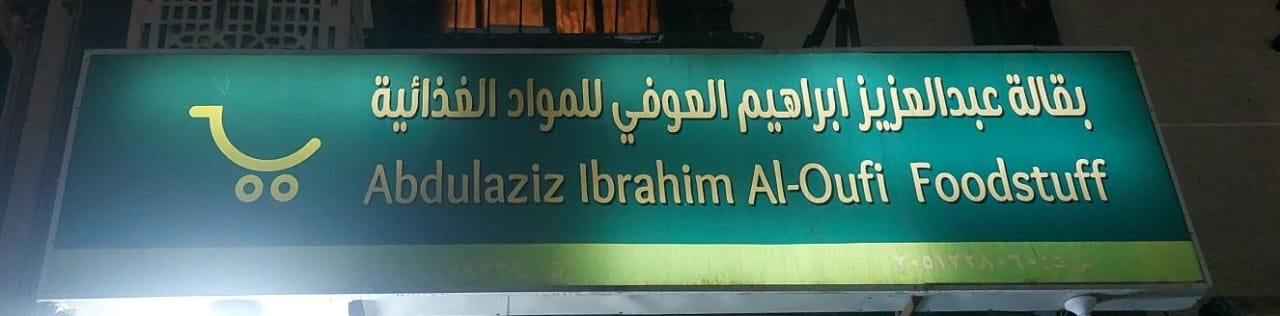 بقالة عبدالعزيز ابراهيم العوفي للمواد الغذائية
Abdulaziz Ibrahim Al-Oufi Foodstuff